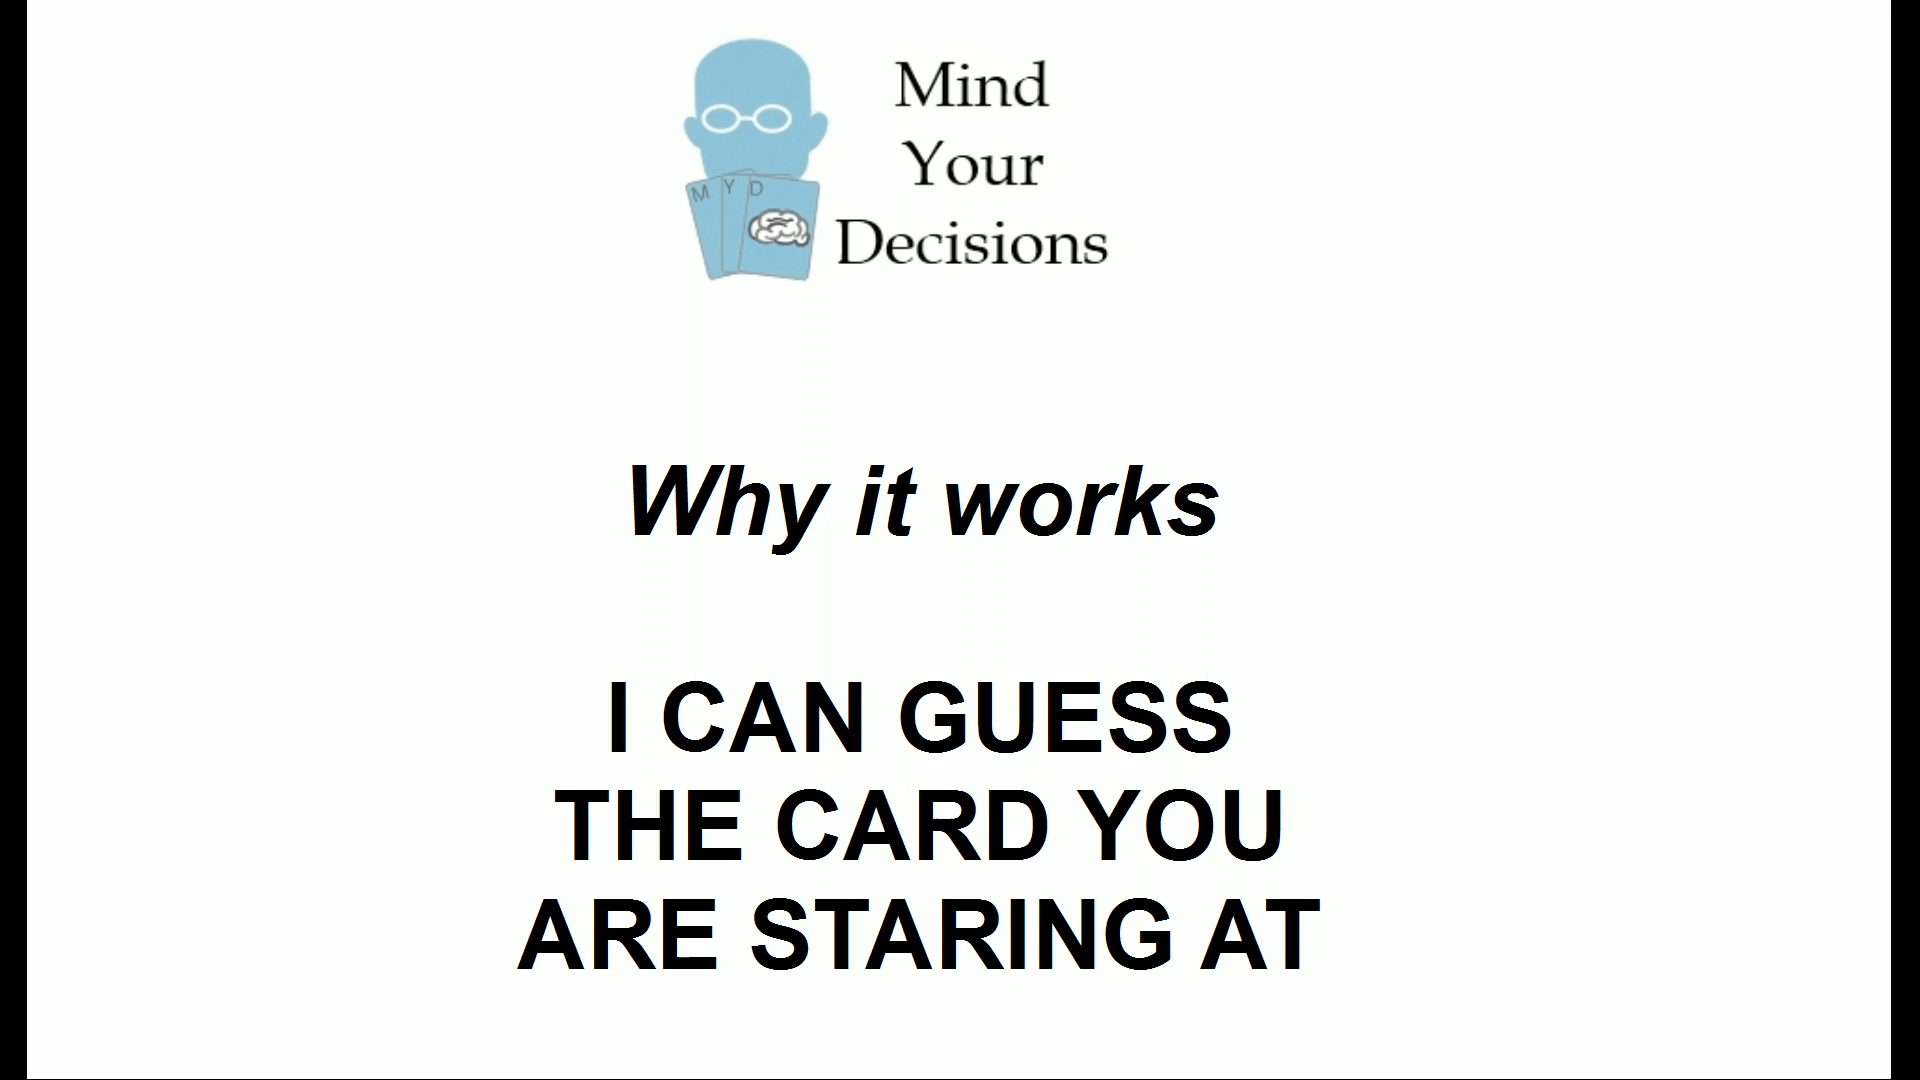 Mind
Your
Decisions
M Y D
Why it works
I CAN GUESS
THE CARD YOU
ARE STARING AT